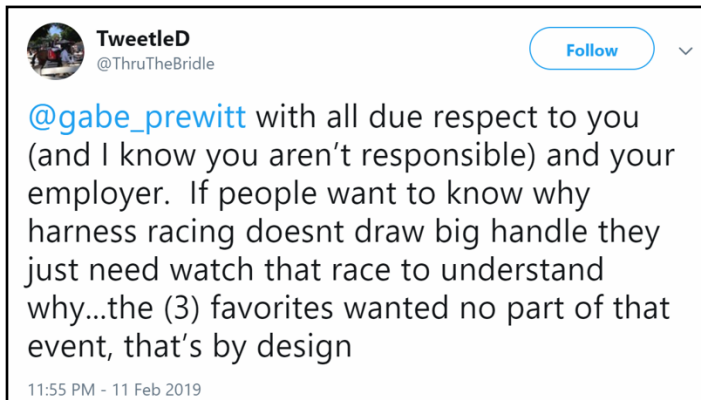 TweetleD
@ThruTheBridle
Follow
@gabe_prewitt with all due respect to you
(and I know you aren't responsible) and your
employer.  If people want to know why
harness racing doesnt draw big handle they
just need watch that race to understand
why...the (3) favorites wanted no part of that
event, that's by design
11:55 PM - 11 Feb 2019